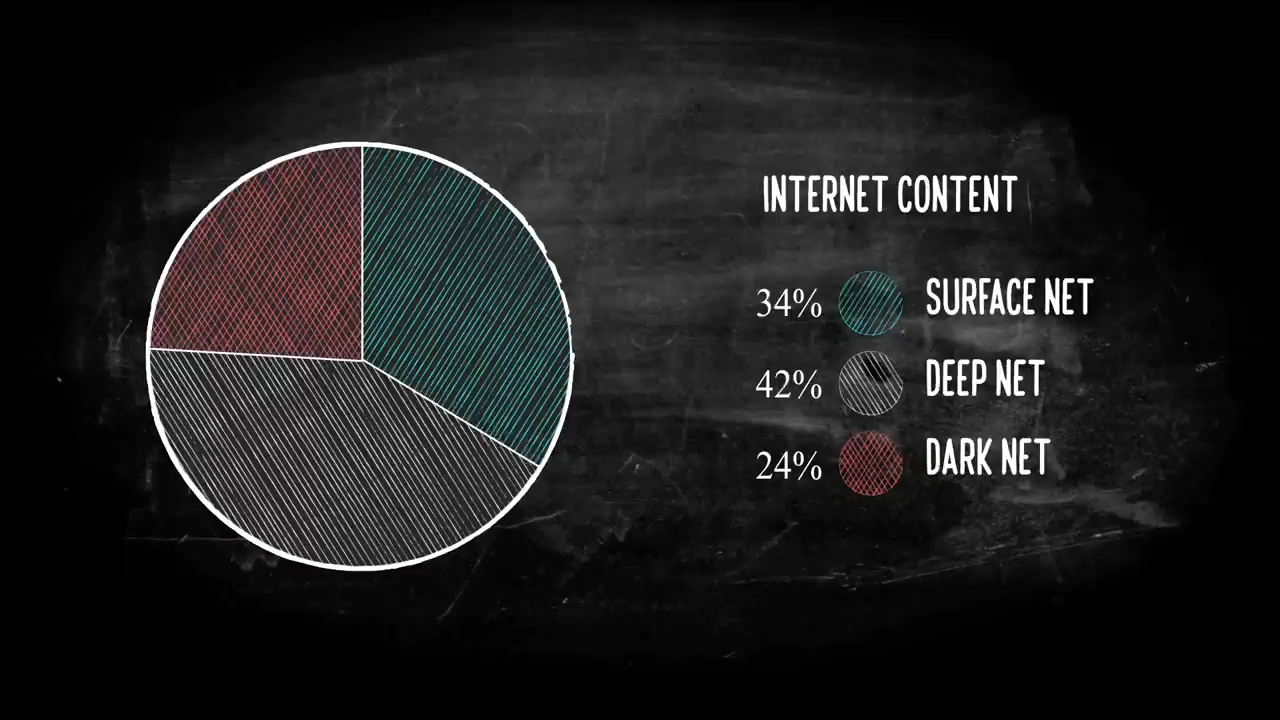 INTERNET CONTENT
34% SURFACE NET
42% DEEP NET
24% DARK NET